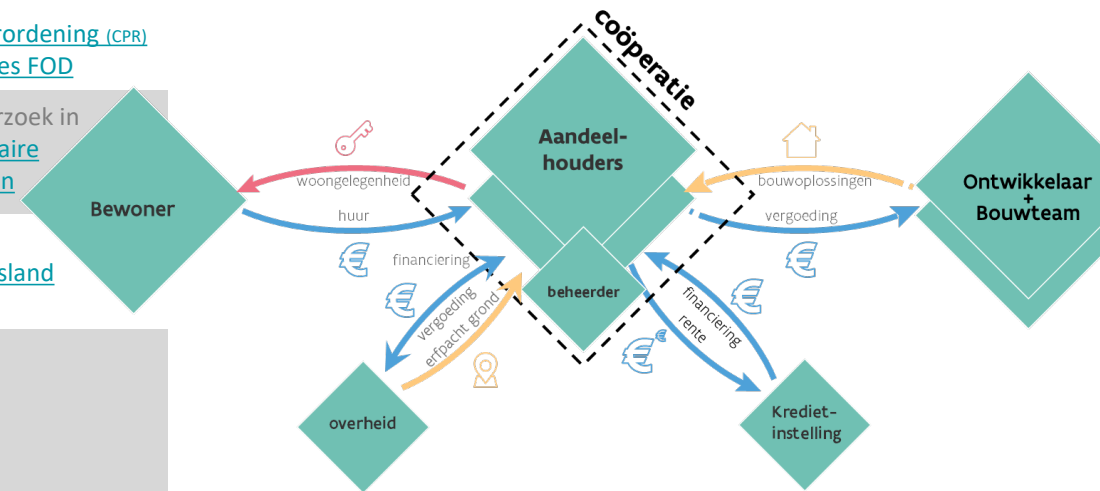 rordening (CPR)
es FOD
rzoek in
aire
n
sland
coöperatie
Aandeel-
houders
Bewoner
woongelegenheid
huur
bouwoplossingen
vergoeding
Ontwikkelaar
+
Bouwteam
financiering
vergoeding
erfpacht grond
beheerder
financiering
rente
overheid
Krediet-
instelling